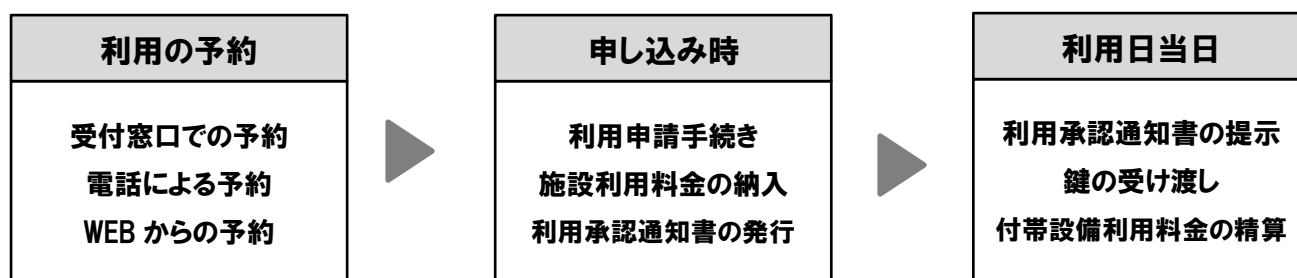 利用の予約
受付窓口での予約
電話による予約
WEB からの予約
申し込み時
利用申請手続き
施設利用料金の納入
利用承認通知書の発行
利用日当日
利用承認通知書の提示
鍵の受け渡し
付帯設備利用料金の精算